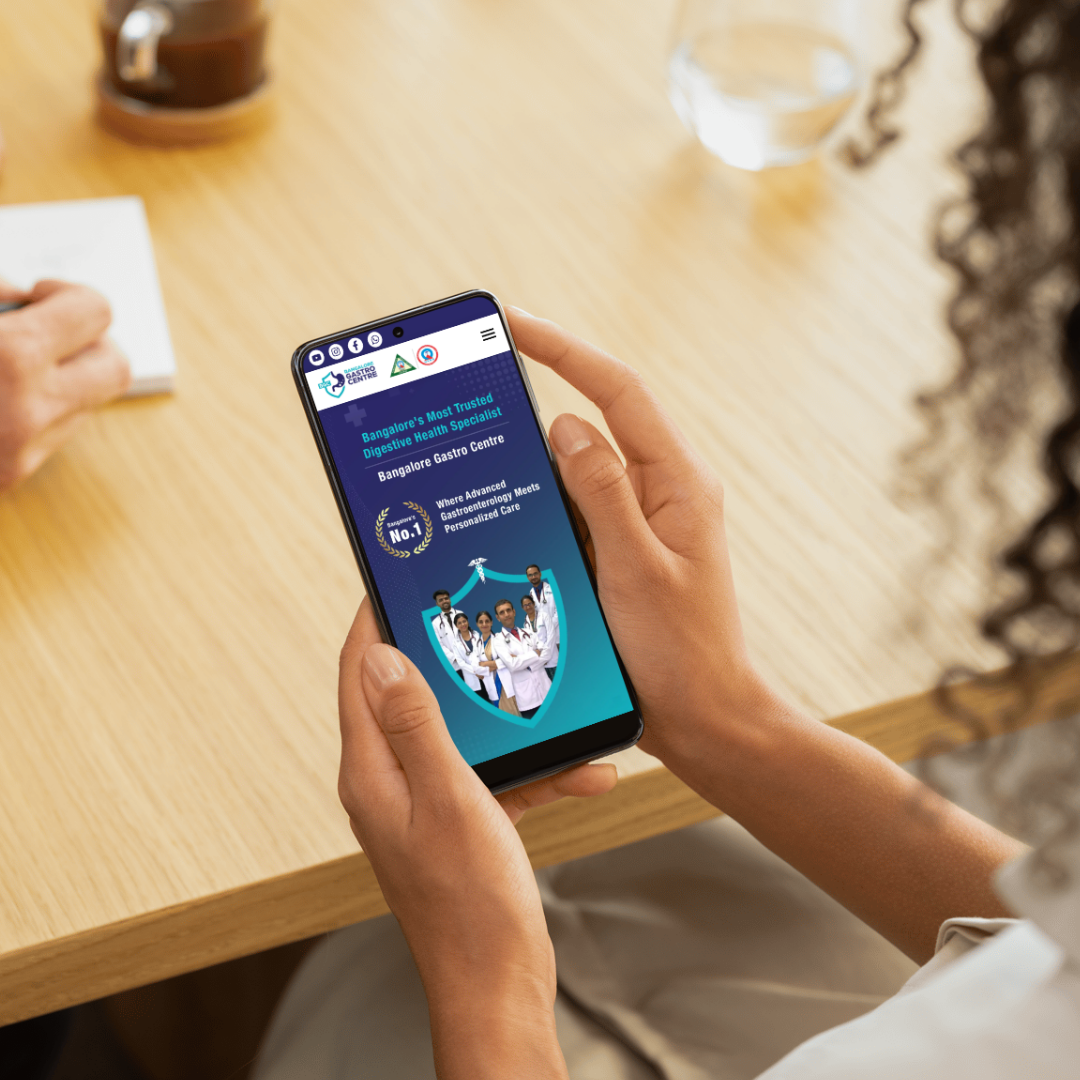 BANGALORE
GASTRO
CENTRE
Bangalore's Most Trusted
Digestive Health Specialist
Bangalore Gastro Centre
Bangalore's
No.1
Where Advanced
Gastroenterology Meets
Personalized Care